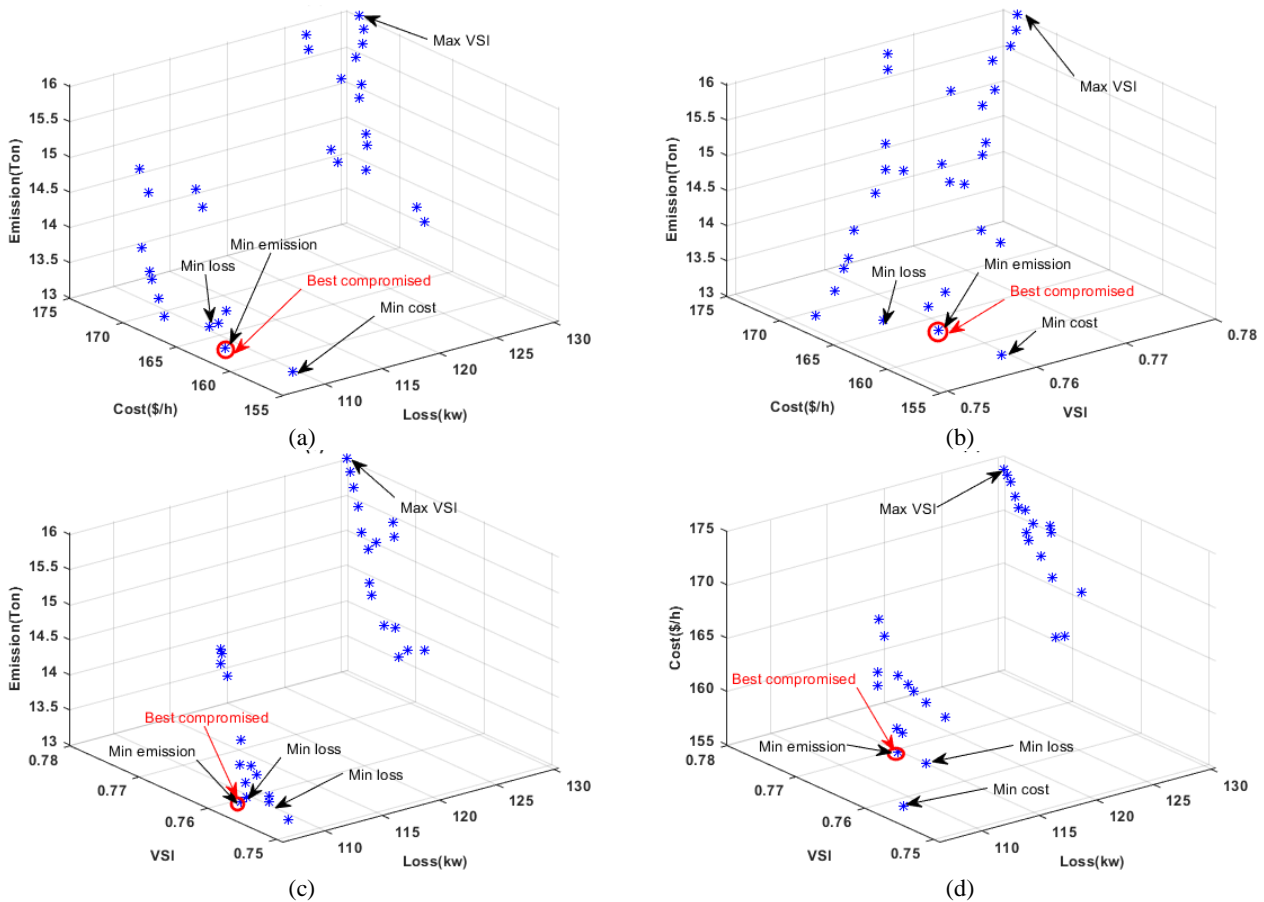 Max VSI
Emission(Ton)
16
15.5
15
14.5
14
13.5
13
Min emission
Min loss
Best compromised
Min cost
175
170
165
160
155
Cost($/h)
110
115
120
125
130
Loss(kw)
(a)
Max VSI
Emission(Ton)
16
15.5
15
14.5
14
13.5
13
Min loss
Min emission
Best compromised
Min cost
170
165
160
155
Cost($/h)
0.75
0.76
0.77
0.78
VSI
(b)
Max VSI
Emission(Ton)
16
15.5
15
14.5
14
13.5
13
Best compromised
Min emission
Min loss
Min loss
0.78
0.77
0.76
0.75
VSI
110
115
120
125
130
Loss(kw)
(c)
Max VSI
Cost($/h)
175
170
165
160
155
Best compromised
Min emission
Min loss
Min cost
0.78
0.77
0.76
0.75
VSI
110
115
120
125
130
Loss(kw)
(d)